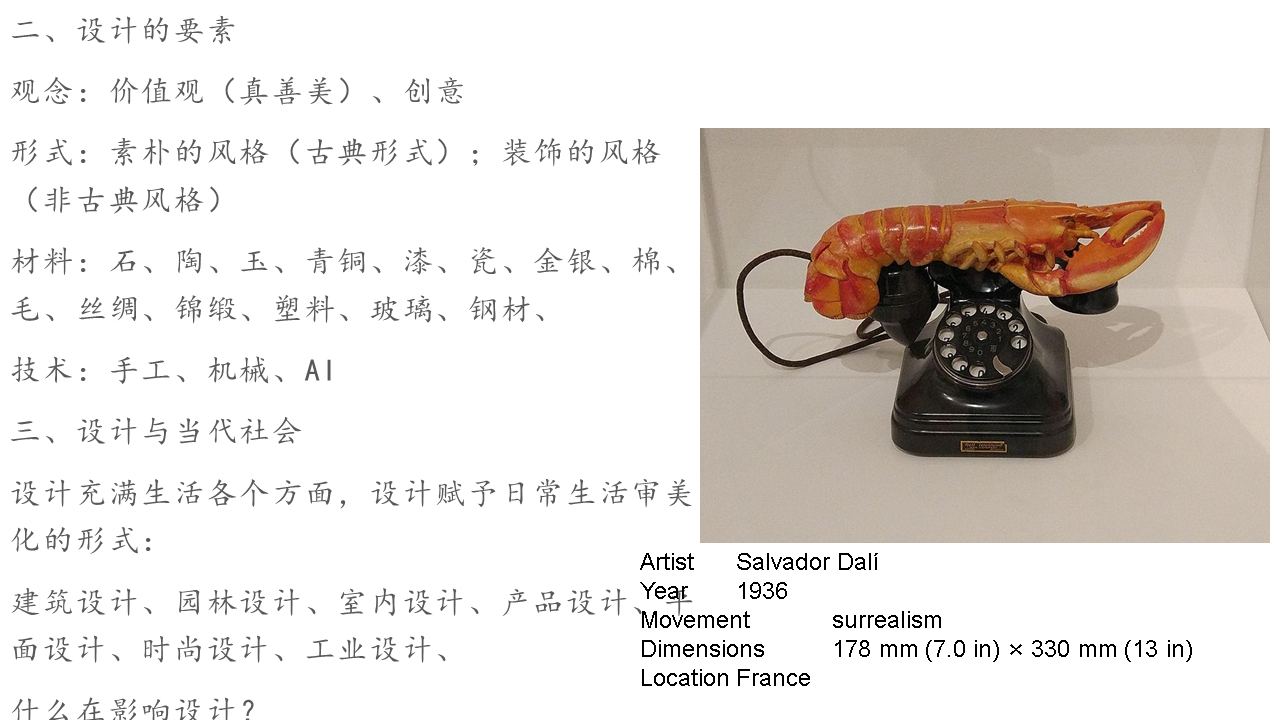 二、设计的要素
观念：价值观（真善美）、创意
形式：素朴的风格（古典形式）；装饰的风格
（非古典风格）
材料：石、陶、玉、青铜、漆、瓷、金银、棉、
毛、丝绸、锦缎、塑料、玻璃、钢材、
技术：手工、机械、AI
三、设计与当代社会
设计充满生活各个方面，设计赋予日常生活审美
化的形式：
建筑设计、园林设计、室内设计、产品设计、平
面设计、时尚设计、工业设计、
什么在影响设计？
Artist Salvador Dalí
Year 1936
Movement surrealism
Dimensions 178 mm (7.0 in) × 330 mm (13 in)
Location France